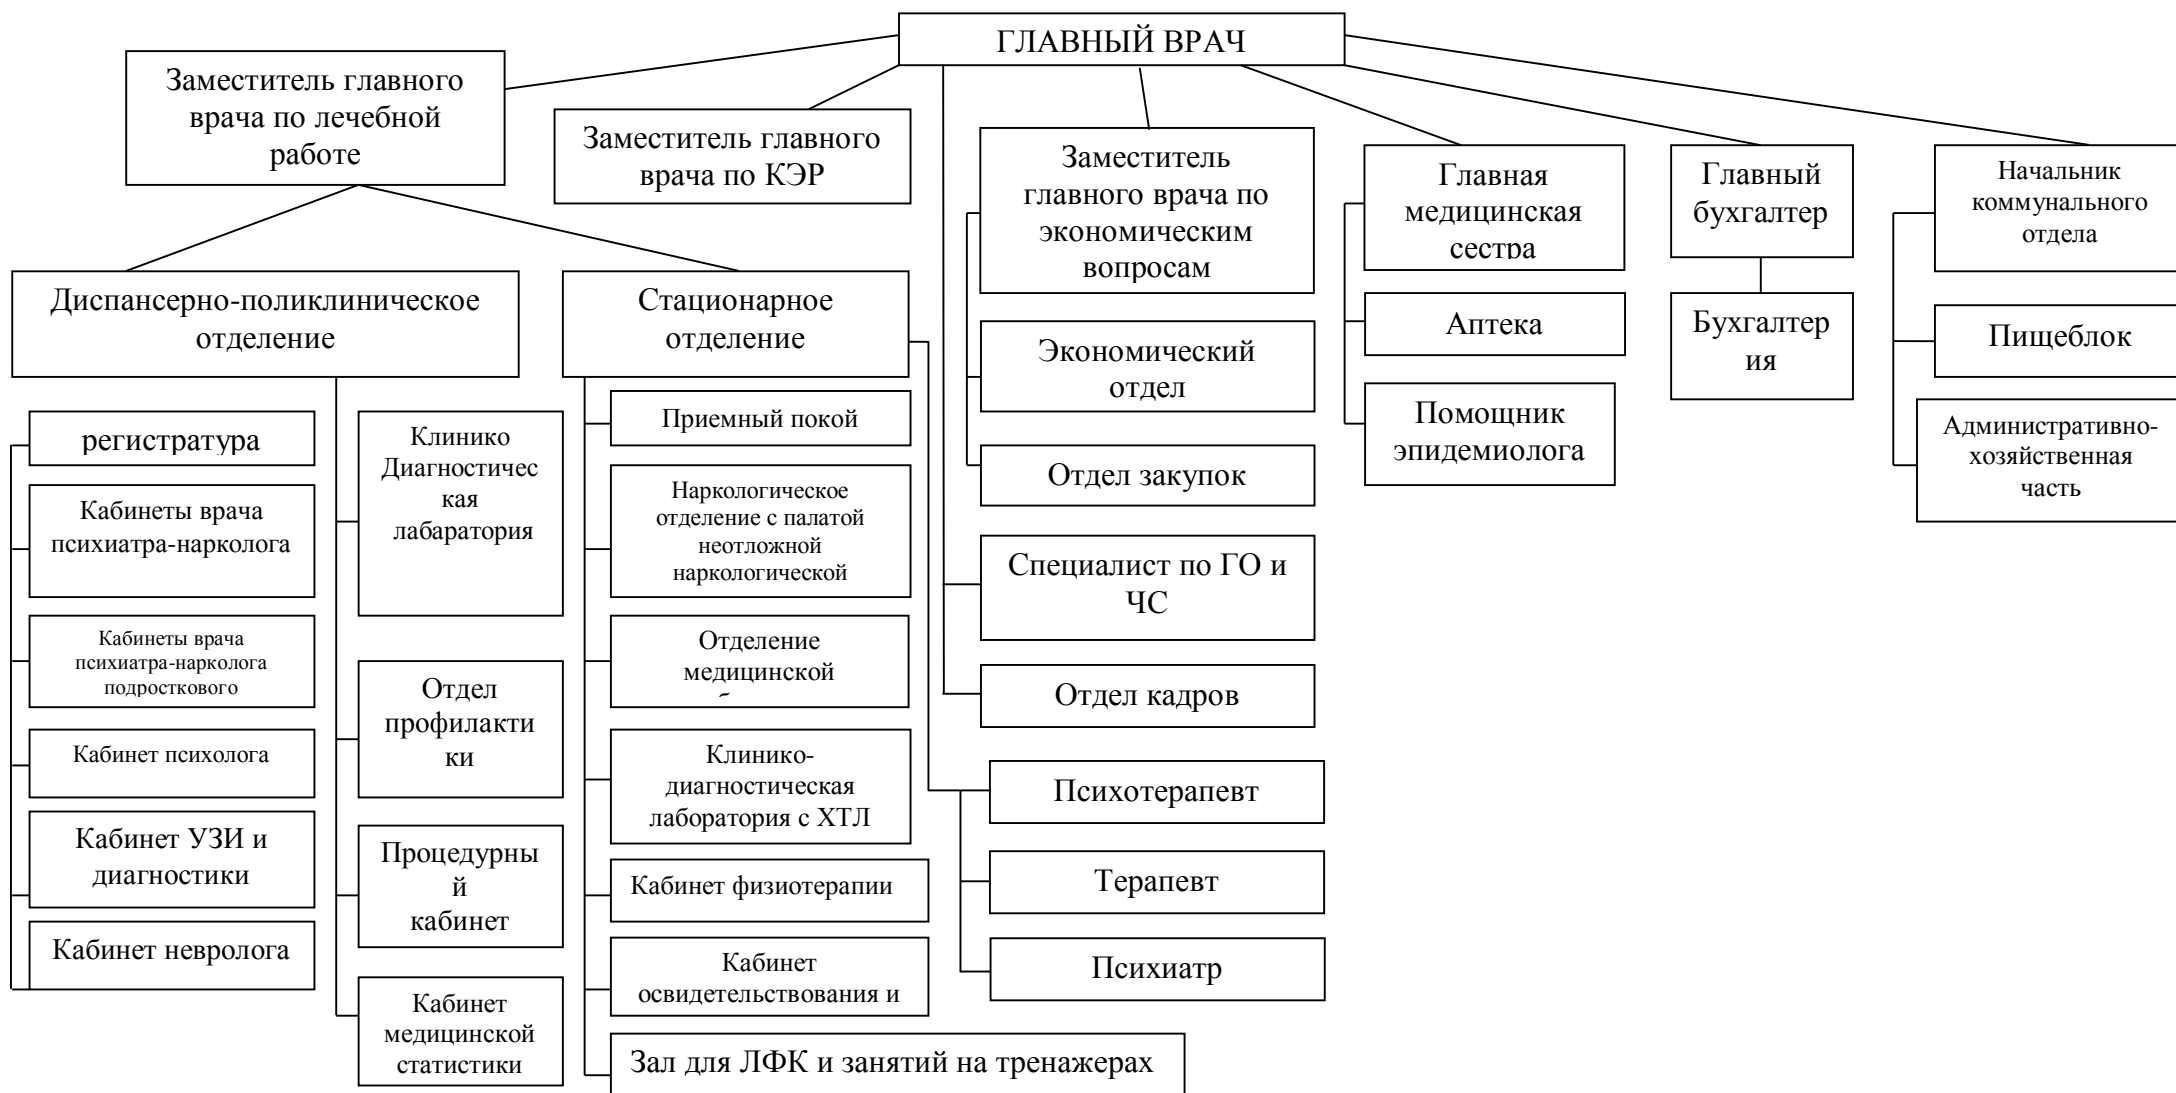 ГЛАВНЫЙ ВРАЧ
Заместитель главного
врача по лечебной
работе
Заместитель главного
врача по КЭР
Заместитель
главного врача по
экономическим
вопросам
Главная
медицинская
сестра
Главный
бухгалтер
Начальник
коммунального
отдела
Диспансерно-поликлиническое
отделение
Стационарное
отделение
Экономический
отдел
Отдел закупок
Специалист по ГО и
ЧС
Отдел кадров
Аптека
Помощник
эпидемиолога
Бухгалтер
ия
Пищеблок
Административно-
хозяйственная
часть
регистратура
Кабинеты врача
психиатра-нарколога
Кабинеты врача
психиатра-нарколога
подросткового
Кабинет психолога
Кабинет УЗИ и
диагностики
Кабинет невролога
Клинико
Диагностичес
кая
лабаратория
Отдел
профилакти
ки
Процедурны
й
кабинет
Кабинет
медицинской
статистики
Приемный покой
Наркологическое
отделение с палатой
неотложной
наркологической
Отделение
медицинской
Клинико-
диагностическая
лаборатория с ХТЛ
Кабинет физиотерапии
Кабинет
освидетельствования и
Зал для ЛФК и занятий на тренажерах
Психотерапевт
Терапевт
Психиатр